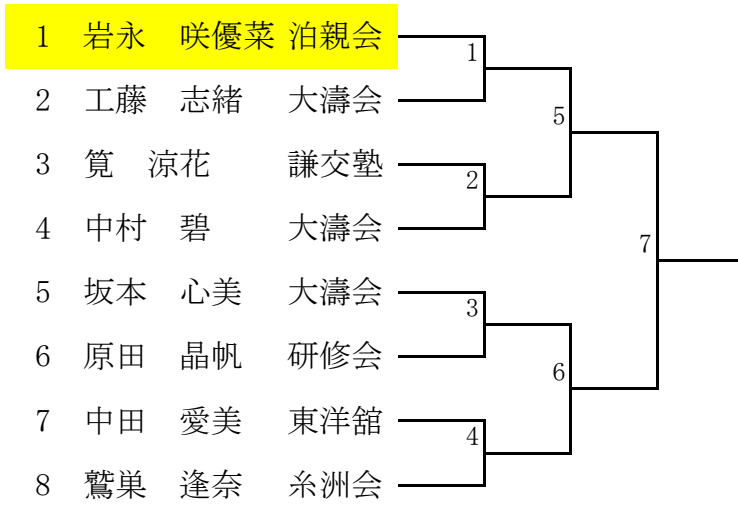 1 岩永 咲優菜 泊親会
2 工藤 志緒 大濤会
3 筧 涼花 謙交塾
4 中村 碧 大濤会
5 坂本 心美 大濤会
6 原田 晶帆 研修会
7 中田 愛美 東洋舘
8 鷲巣 逢奈 糸洲会
1
5
2
7
3
6
4